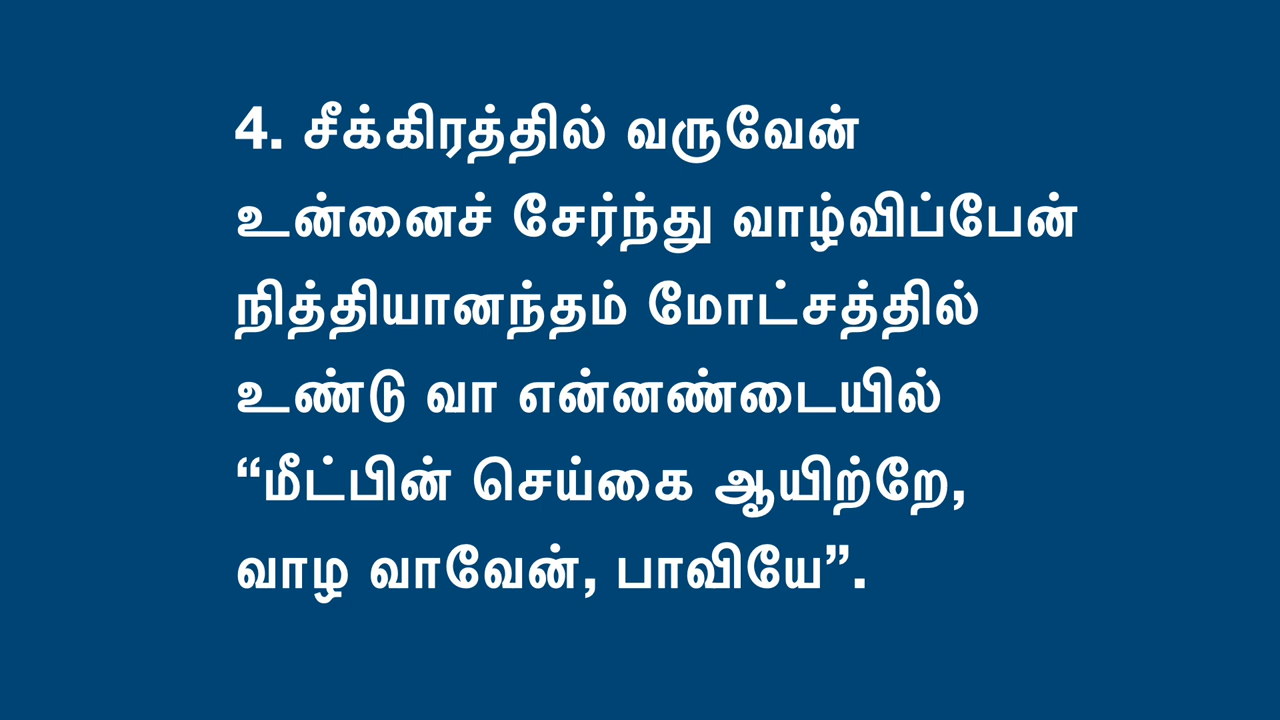 4. சீக்கிரத்தில் வருவேன்
உன்னைச் சேர்ந்து வாழ்விப்பேன்
நித்தியானந்தம் மோட்சத்தில்
உண்டு வா என்னண்டையில்
“மீட்பின் செய்கை ஆயிற்றே,
வாழ வாவேன், பாவியே”.